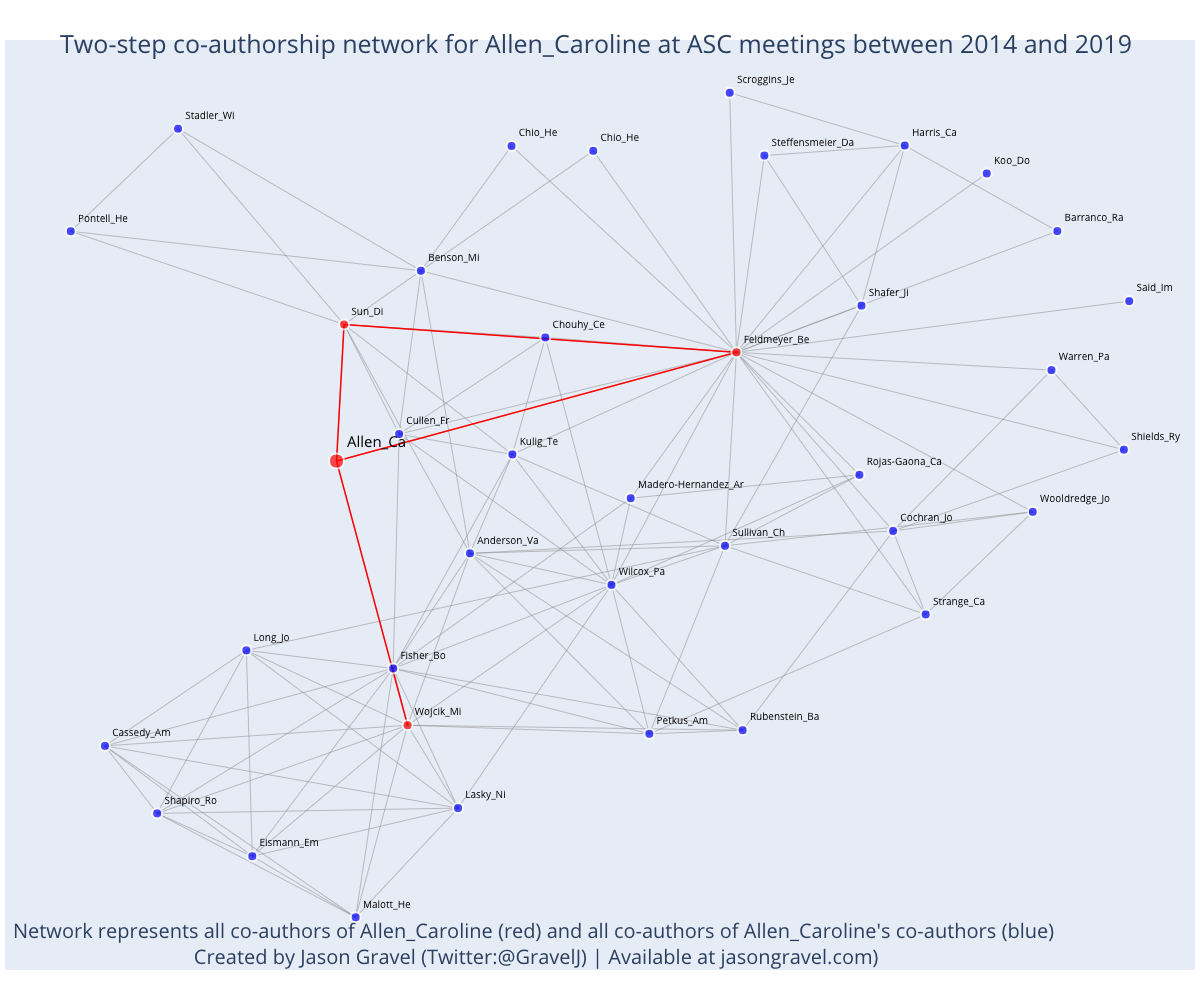 Two-step co-authorship network for Allen_Caroline at ASC meetings between 2014 and 2019
Scroggins_Je
Stadler_Wi
Chio_He
Chio_He
Harris_Ca
Steffensmeier_Da
Koo_Do
Pontell_He
Barranco_Ra
Benson_Mi
Said_Im
Shafer_Ji
Sun_Di
Chouhy_Ce
Feldmeyer_Be
Warren_Pa
Cullen_Fr
Allen_Ca
Kulig_Te
Shields_Ry
Rojas-Gaona_Ca
Madero-Hernandez_Ar
Wooldredge_Jo
Cochran_Jo
Sullivan_Ch
Anderson_Va
Wilcox_Pa
Strange_Ca
Long_Jo
Fisher_Bo
Wojcik_Mi
Petkus_Am
Rubenstein_Ba
Cassedy_Am
Lasky_Ni
Shapiro_Ro
Eismann_Em
Malott_He
Network represents all co-authors of Allen_Caroline (red) and all co-authors of Allen_Caroline's co-authors (blue)
Created by Jason Gravel (Twitter:@GravelJ) | Available at jasongravel.com)